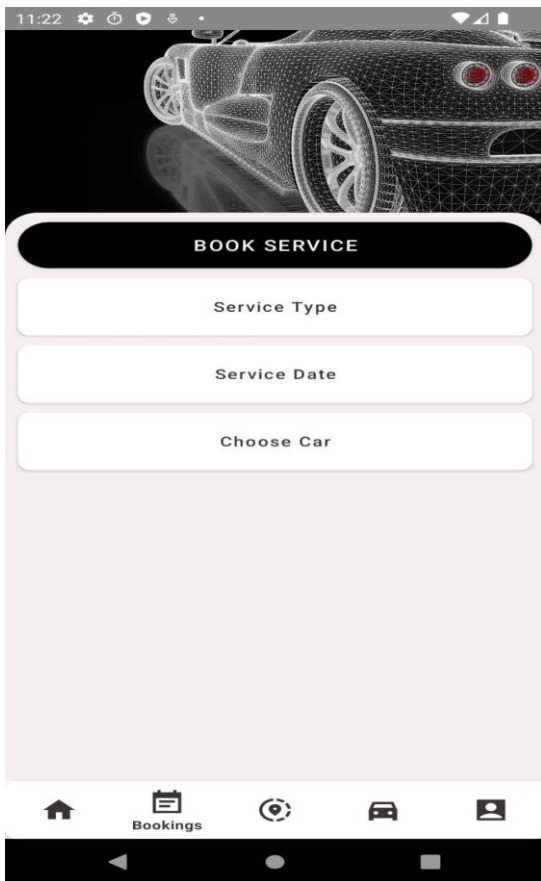 11:22
BOOK SERVICE
Service Type
Service Date
Choose Car
Bookings